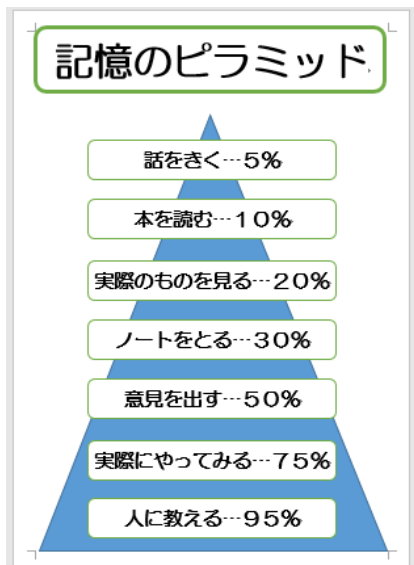 記憶のピラミッド
話をきく…5%
本を読む…１０%
実際のものを見る…２０%
ノートをとる…３０%
意見を出す…５０%
実際にやってみる…７５%
人に教える…９５%